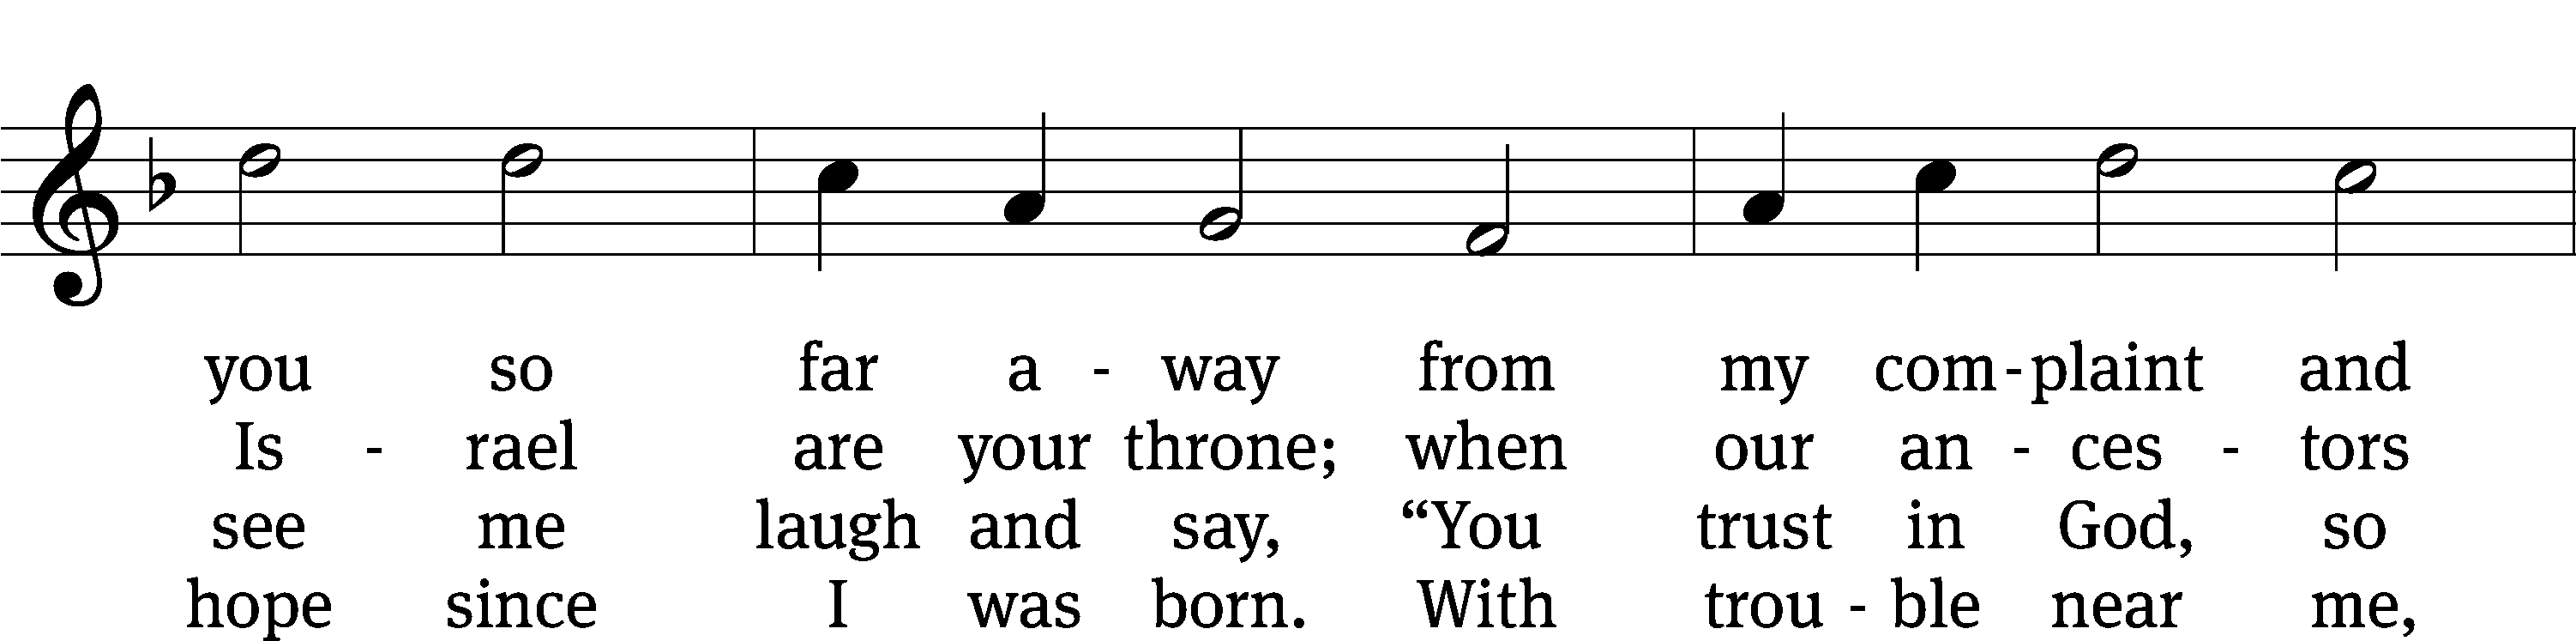 you so far a - way from my com - plaint and
Is - rael are your throne; when our an - ces - tors
see me laugh and say, “You trust in God, so
hope since I was born. With trou - ble near me,